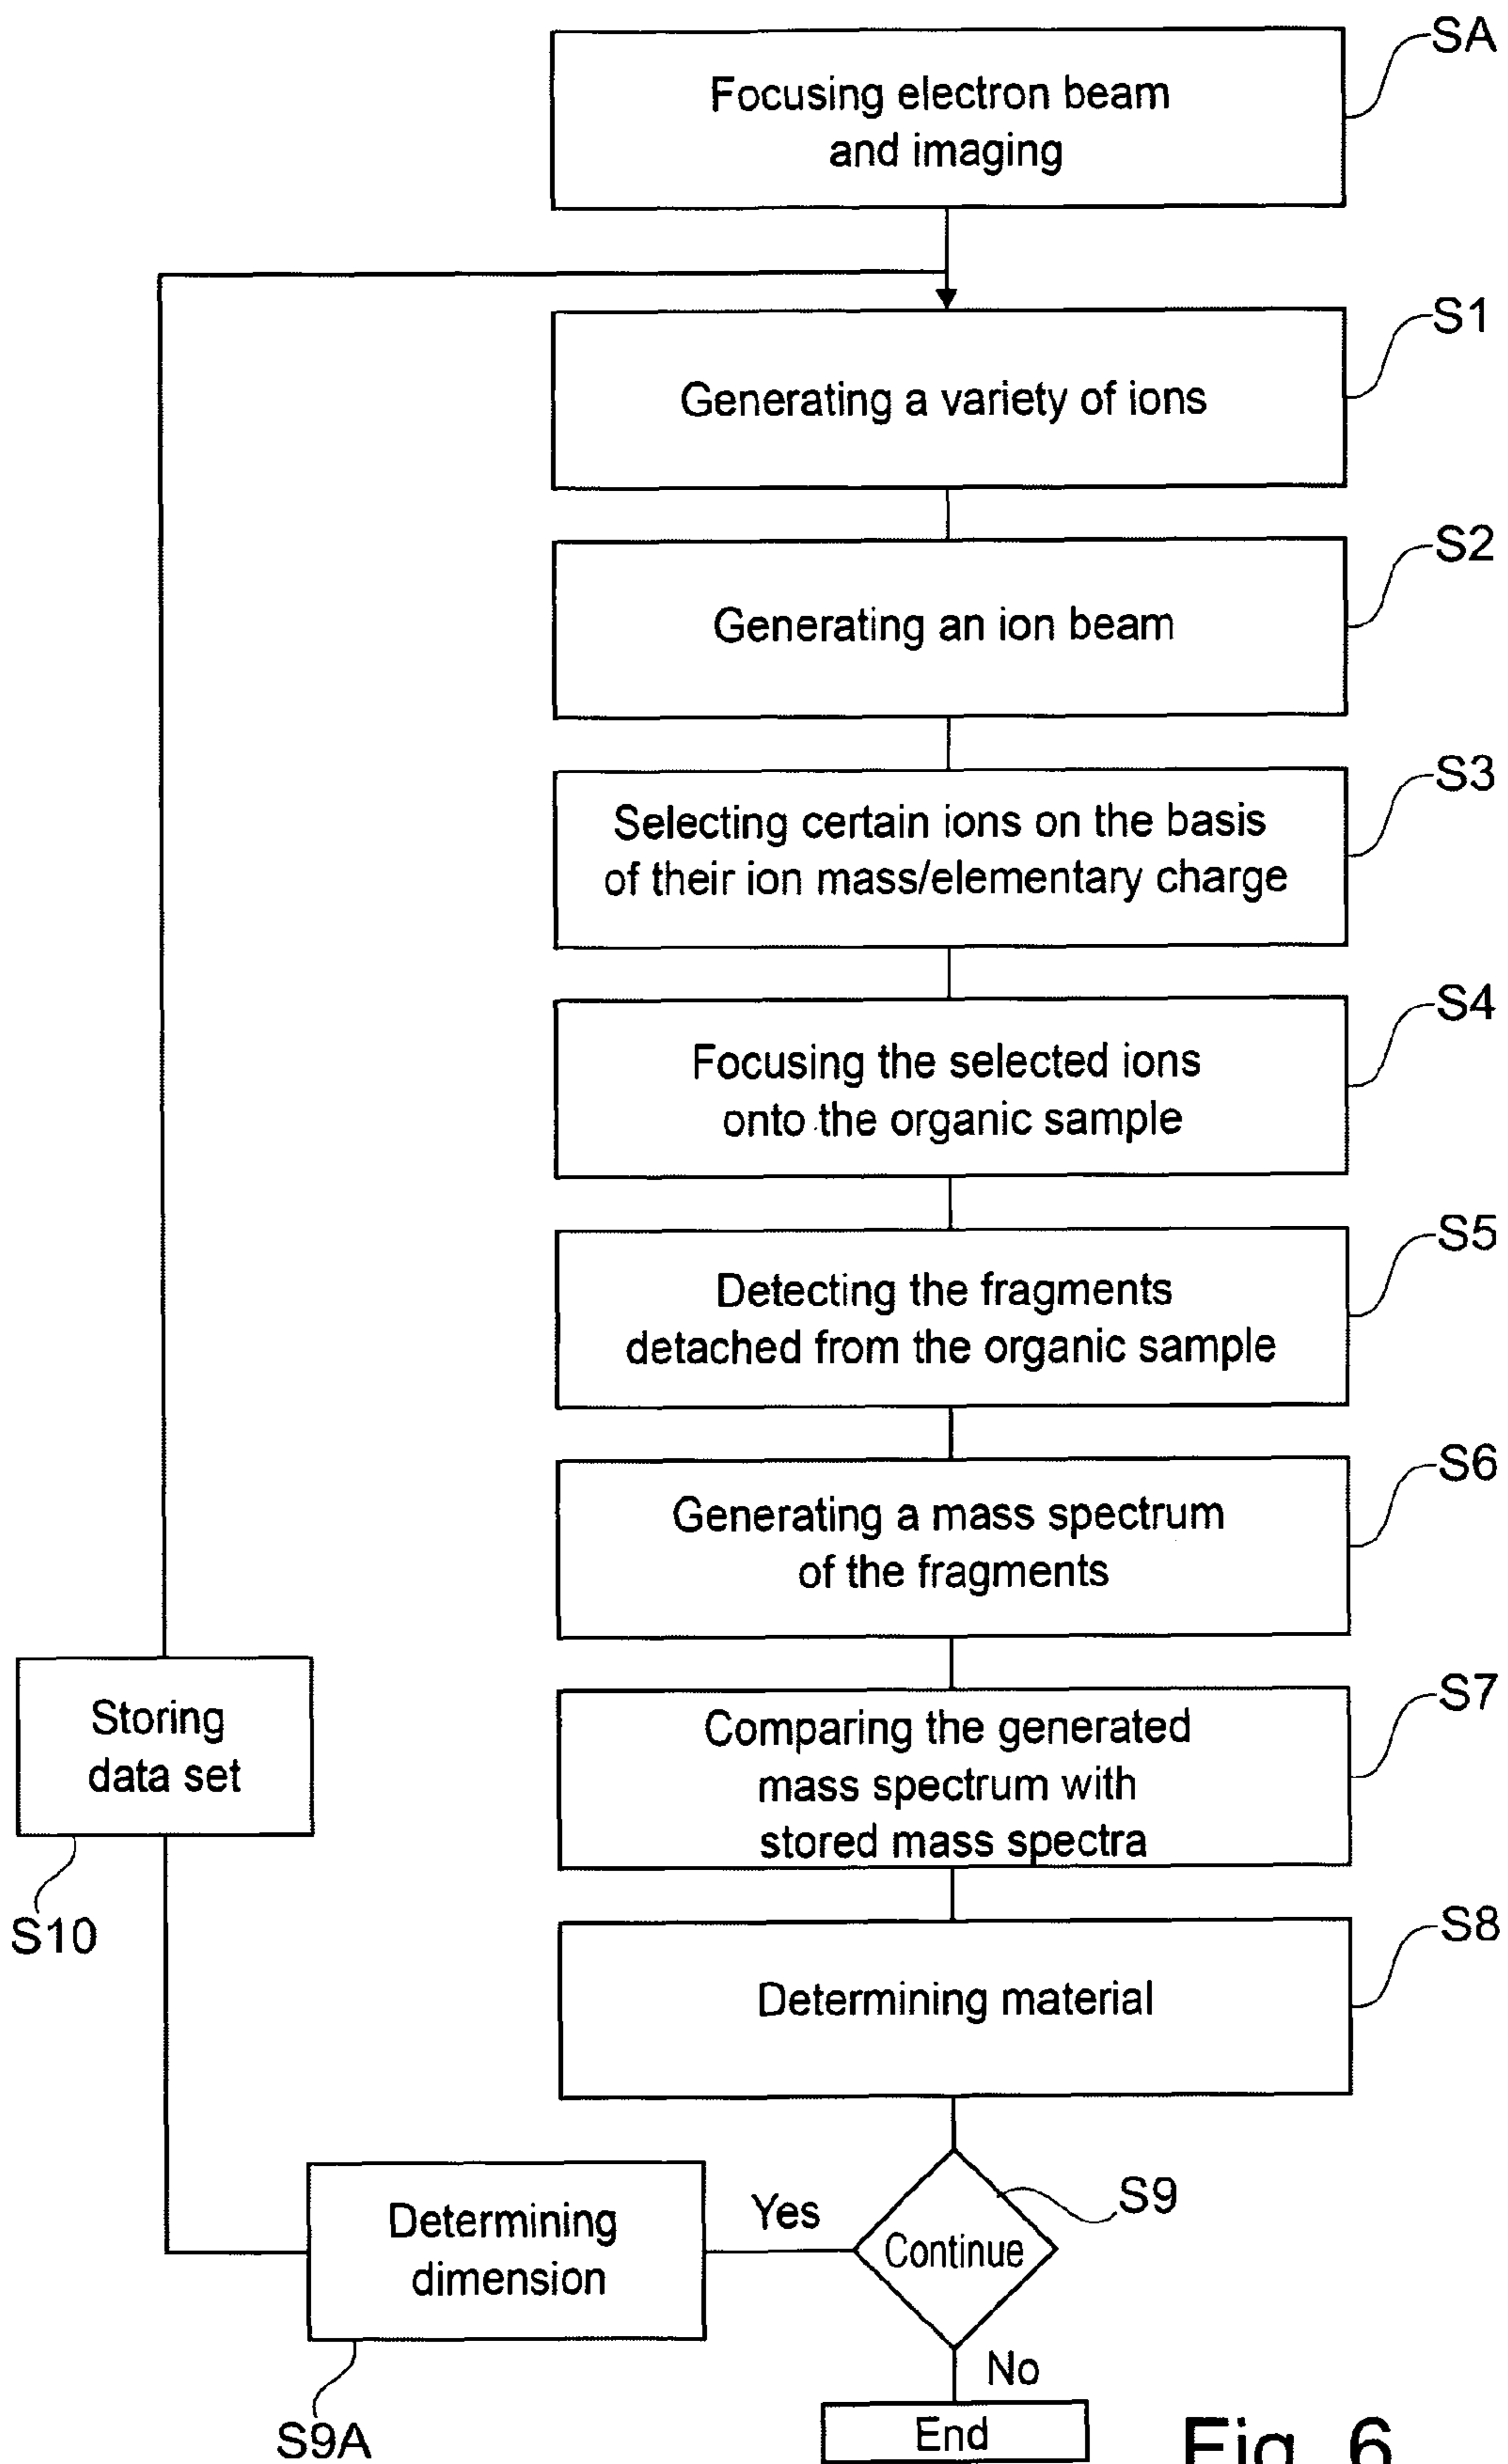 SA
Focusing electron beam
and imaging
S1
Generating a variety of ions
S2
Generating an ion beam
S3
Selecting certain ions on the basis
of their ion mass/elementary charge
S4
Focusing the selected ions
onto the organic sample
S5
Detecting the fragments
detached from the organic sample
S6
Generating a mass spectrum
of the fragments
S7
Comparing the generated
mass spectrum with
stored mass spectra
Storing
data set
S10
S8
Determining material
S9
Continue
Yes
Determining
dimension
S9A
No
End
Fig. 6